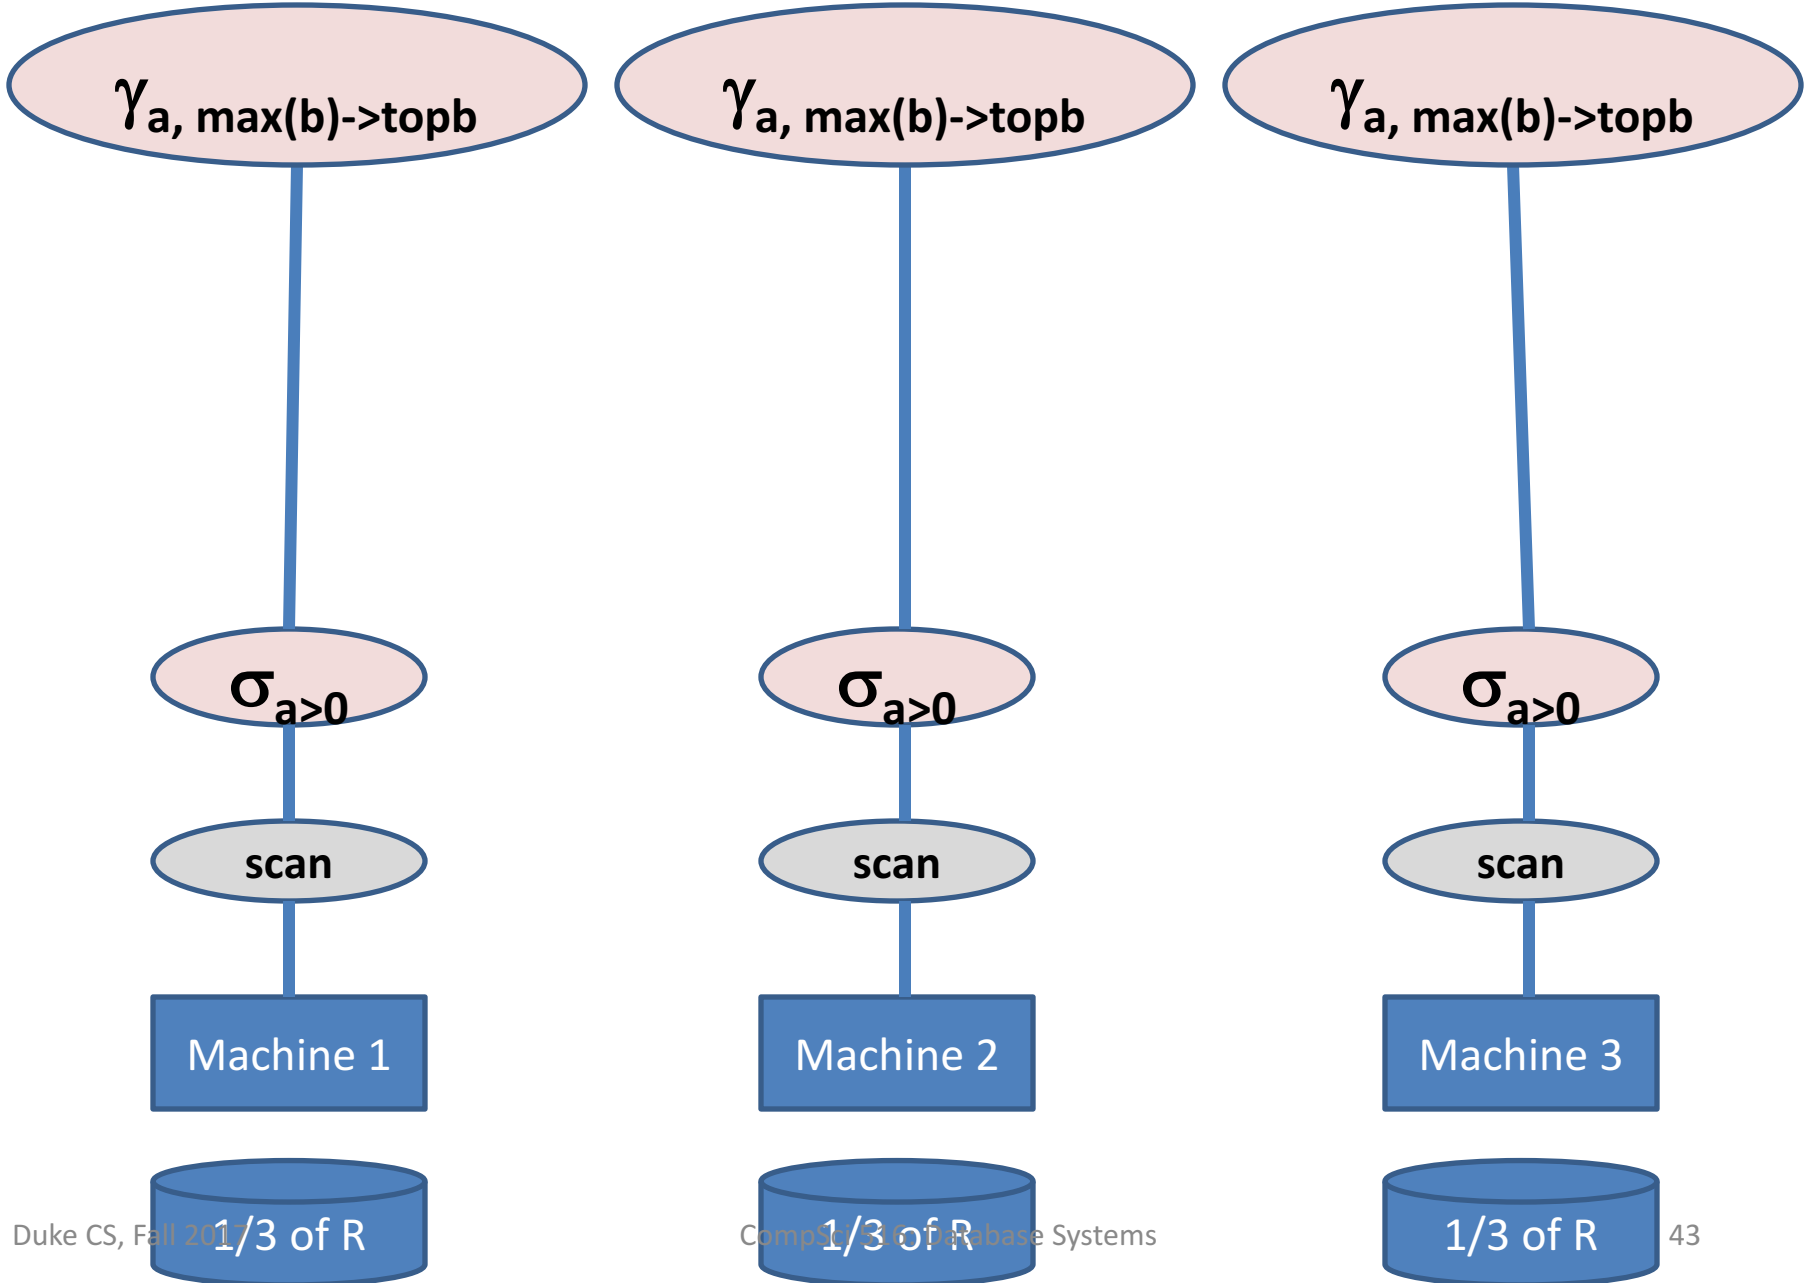 γa, max(b)->topb γa, max(b)->topb γa, max(b)->topb
σa>0 σa>0 σa>0
scan scan scan
Machine 1 Machine 2 Machine 3
1/3 of R 1/3 of R 1/3 of R
Duke CS, Fall 2017 CompSci 516: Database Systems 43